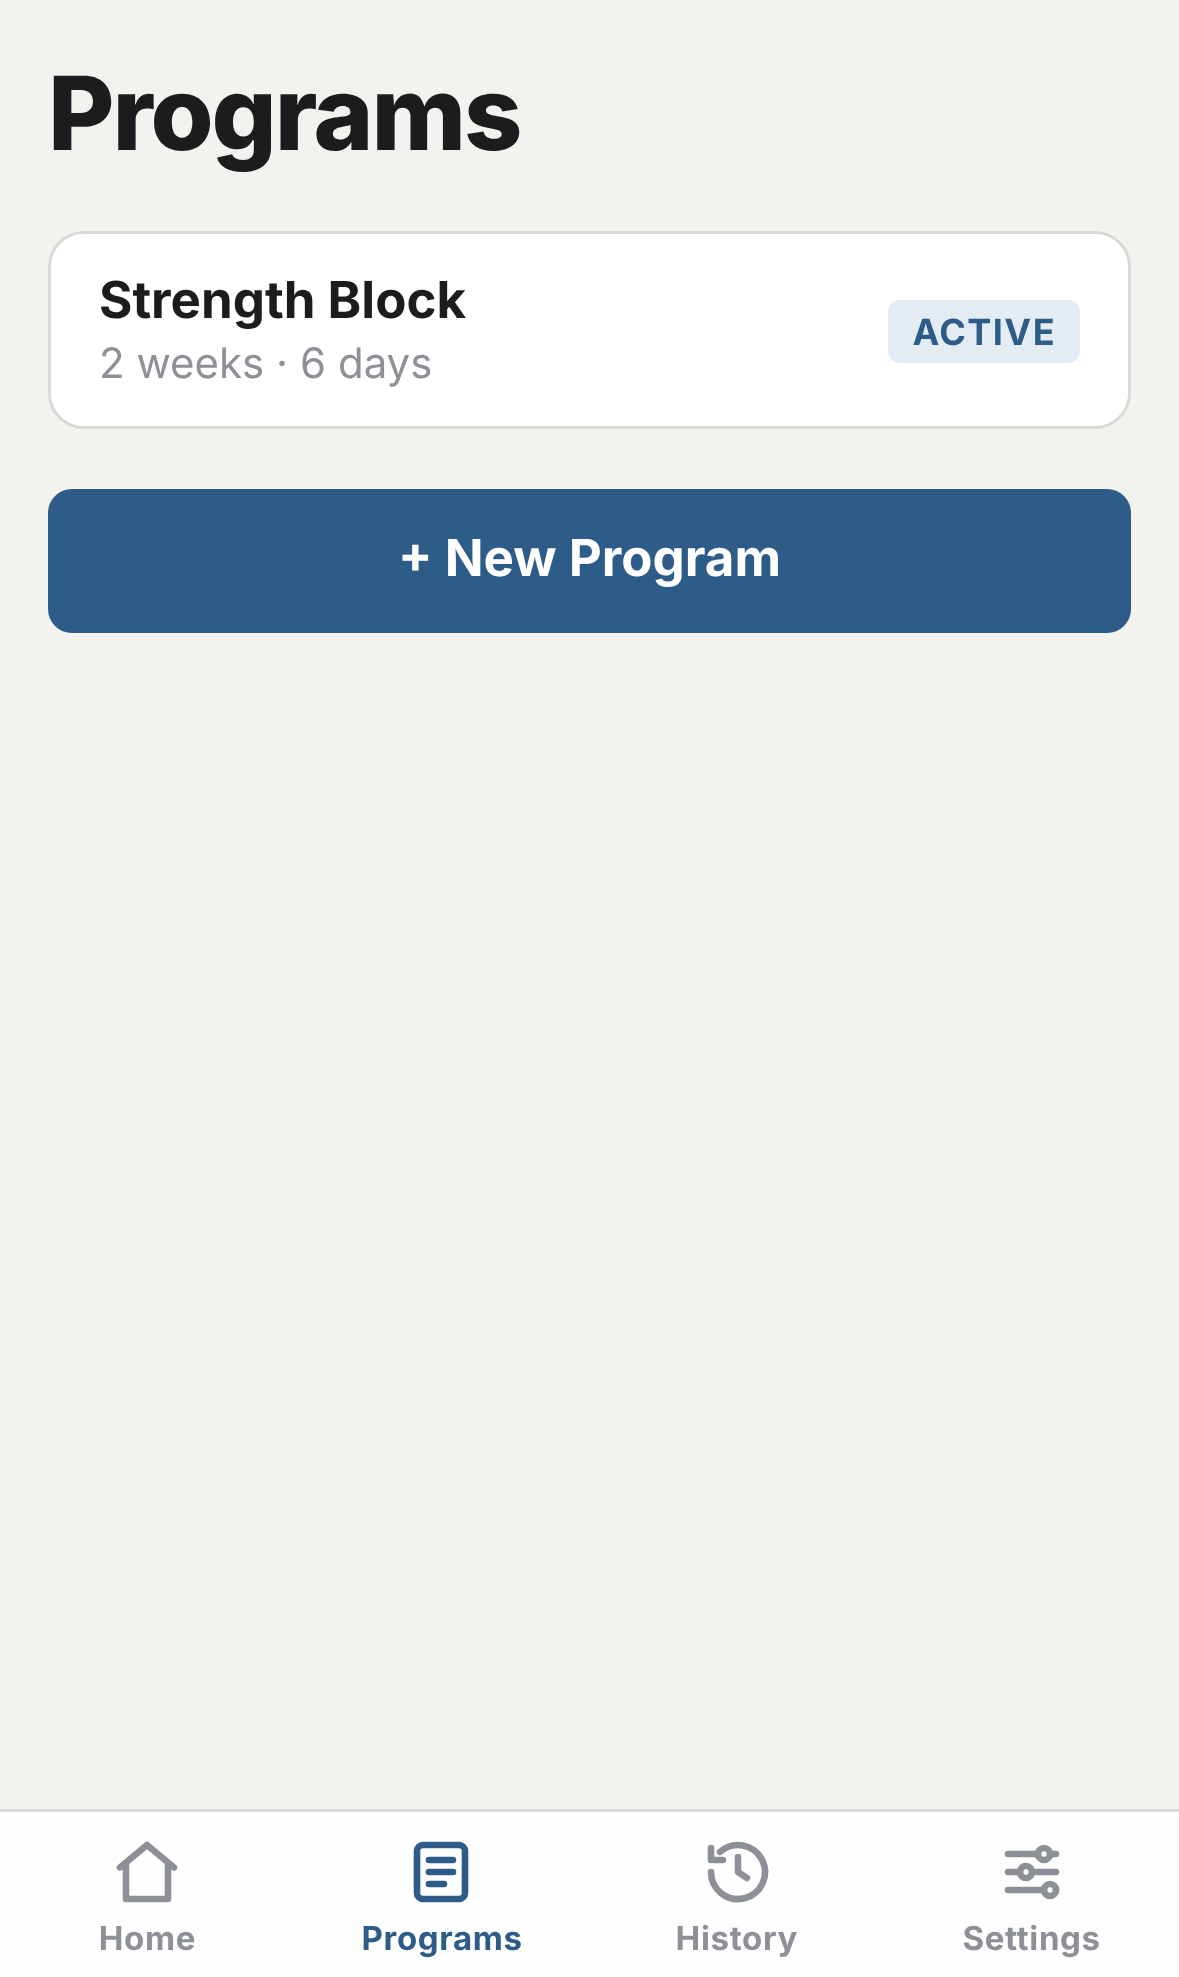 Programs
Strength Block
2 weeks · 6 days
ACTIVE
+ New Program
Home
Programs
History
Settings